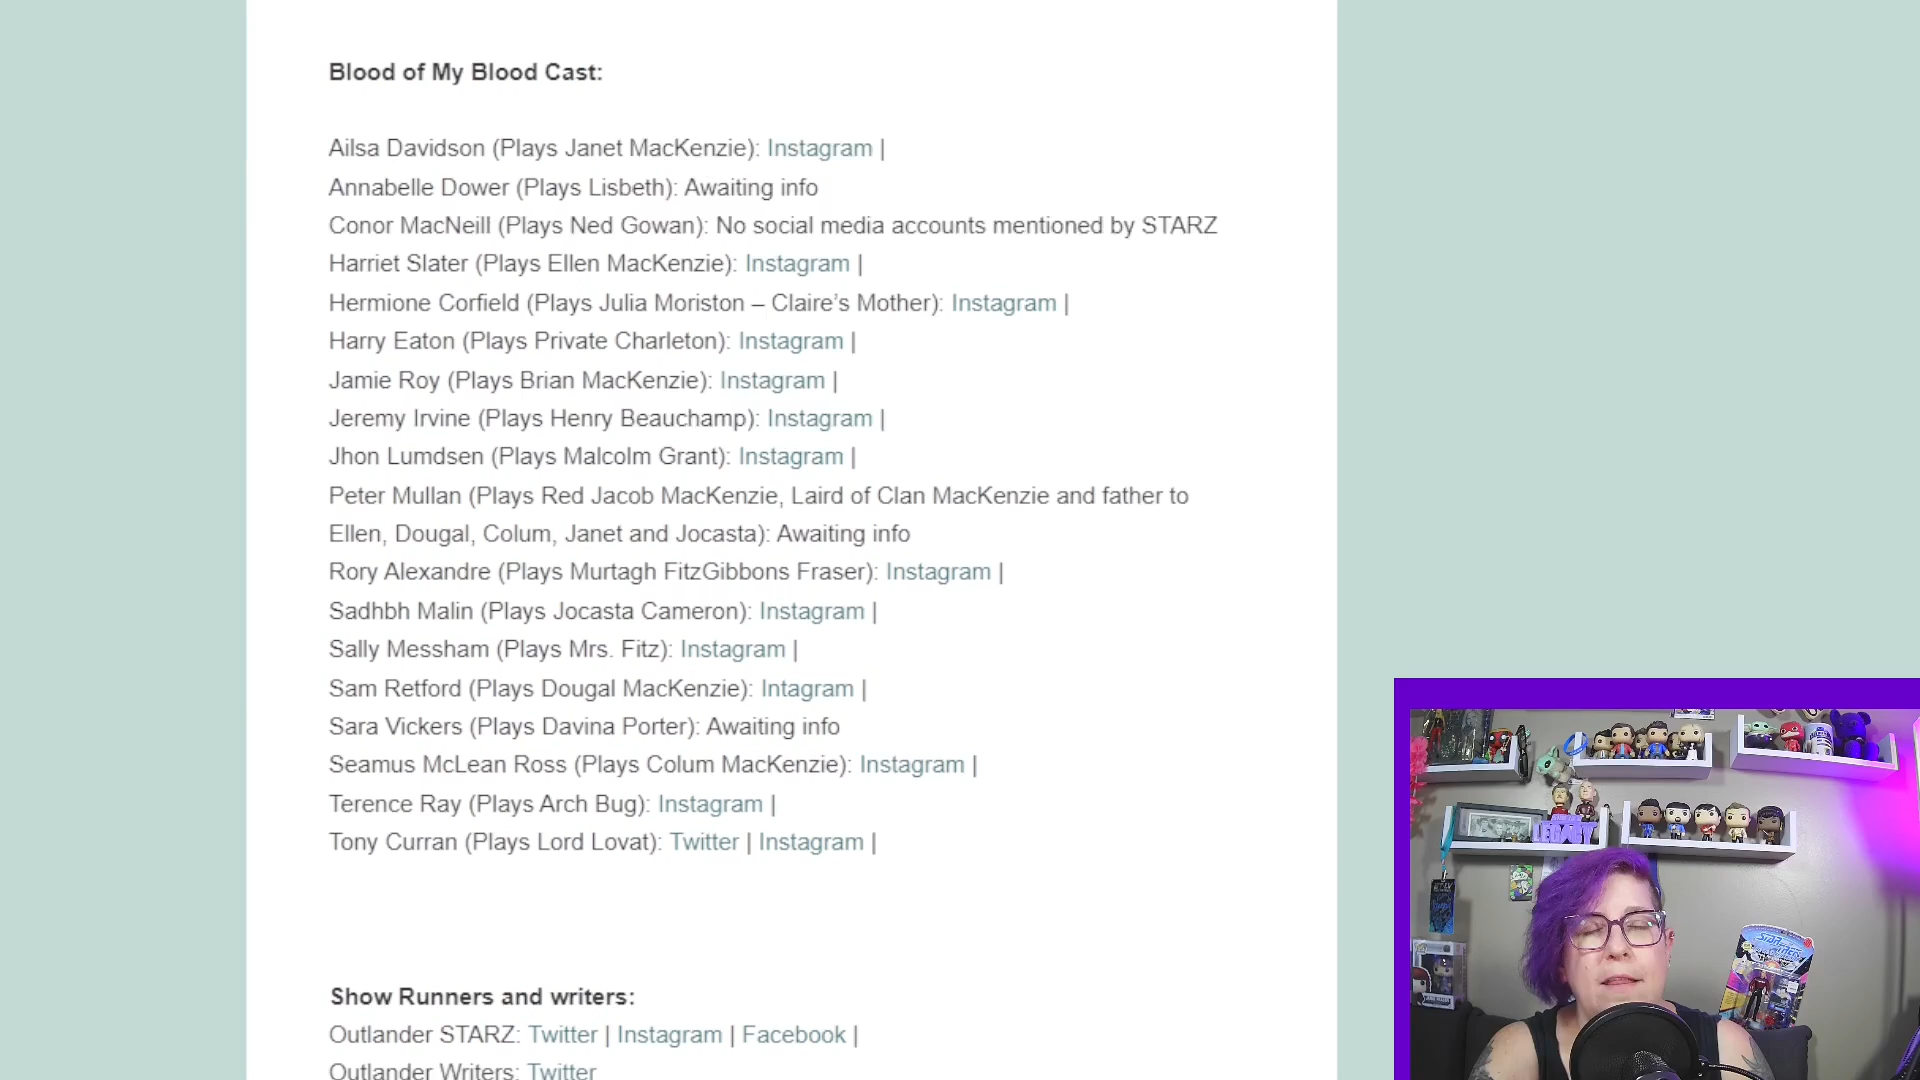 Blood of My Blood Cast:
Ailsa Davidson (Plays Janet MacKenzie): Instagram |
Annabelle Dower (Plays Lisbeth): Awaiting info
Conor MacNeill (Plays Ned Gowan): No social media accounts mentioned by STARZ
Harriet Slater (Plays Ellen MacKenzie): Instagram |
Hermione Corfield (Plays Julia Moriston – Claire’s Mother): Instagram |
Harry Eaton (Plays Private Charleton): Instagram |
Jamie Roy (Plays Brian MacKenzie): Instagram |
Jeremy Irvine (Plays Henry Beauchamp): Instagram |
Jhon Lumdsen (Plays Malcolm Grant): Instagram |
Peter Mullan (Plays Red Jacob MacKenzie, Laird of Clan MacKenzie and father to
Ellen, Dougal, Colum, Janet and Jocasta): Awaiting info
Rory Alexandre (Plays Murtagh FitzGibbons Fraser): Instagram |
Sadhbh Malin (Plays Jocasta Cameron): Instagram |
Sally Messham (Plays Mrs. Fitz): Instagram |
Sam Retford (Plays Dougal MacKenzie): Intagram |
Sara Vickers (Plays Davina Porter): Awaiting info
Seamus McLean Ross (Plays Colum MacKenzie): Instagram |
Terence Ray (Plays Arch Bug): Instagram |
Tony Curran (Plays Lord Lovat): Twitter | Instagram |
Show Runners and writers:
Outlander STARZ: Twitter | Instagram | Facebook |
Outlander Writers: Twitter
LEGACY
STAR TREK